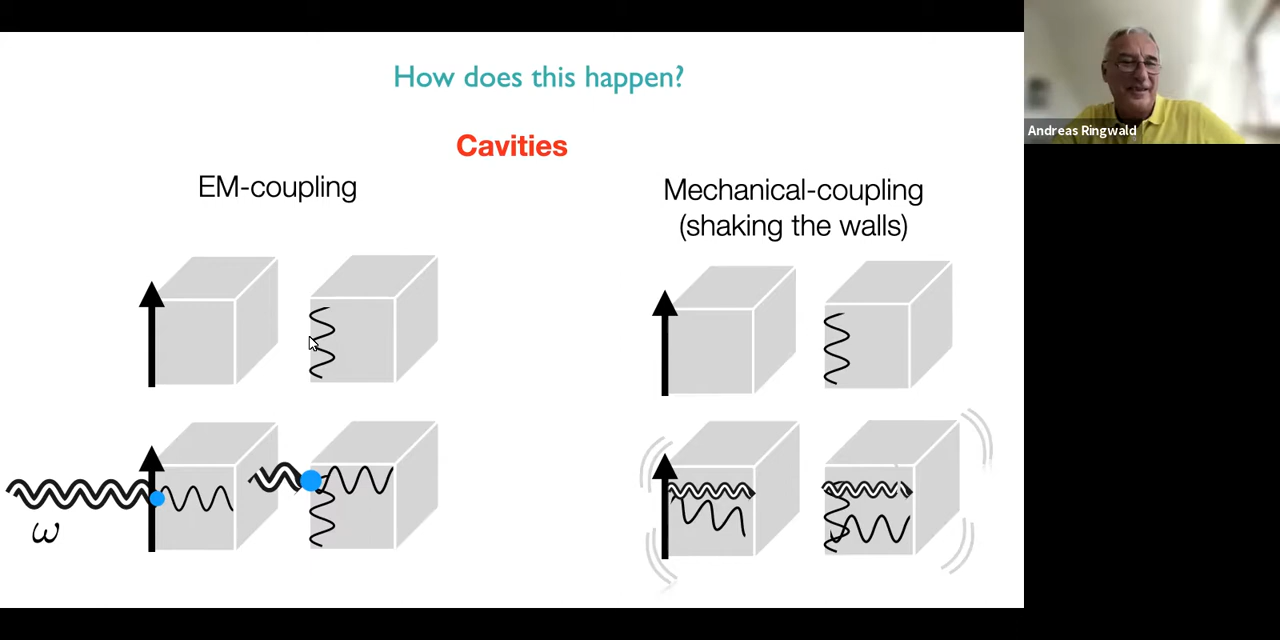 How does this happen?
Cavities
EM-coupling
Mechanical-coupling
(shaking the walls)
ω
Andreas Ringwald